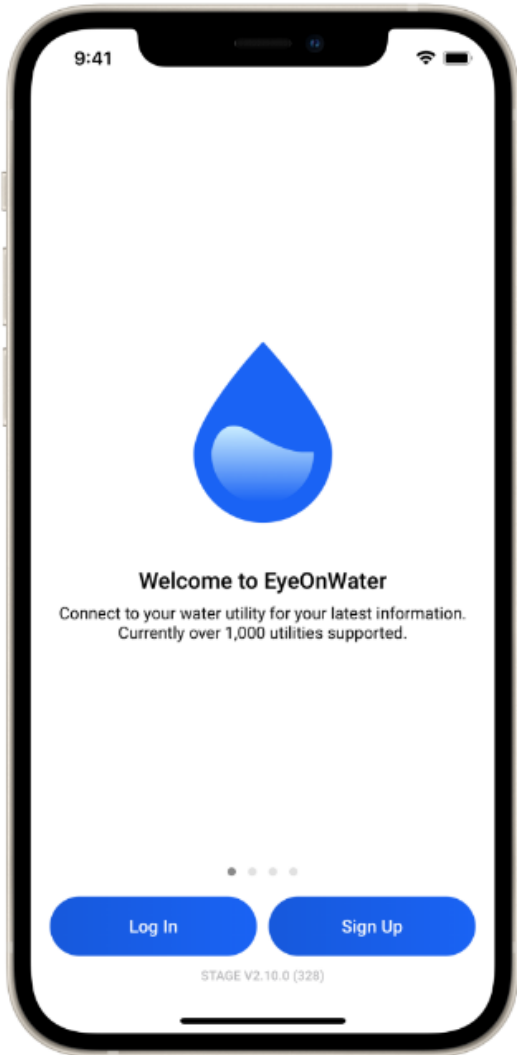 9:41
Welcome to EyeOnWater
Connect to your water utility for your latest information.
Currently over 1,000 utilities supported.
Log In
Sign Up
STAGE V2.10.0 (328)